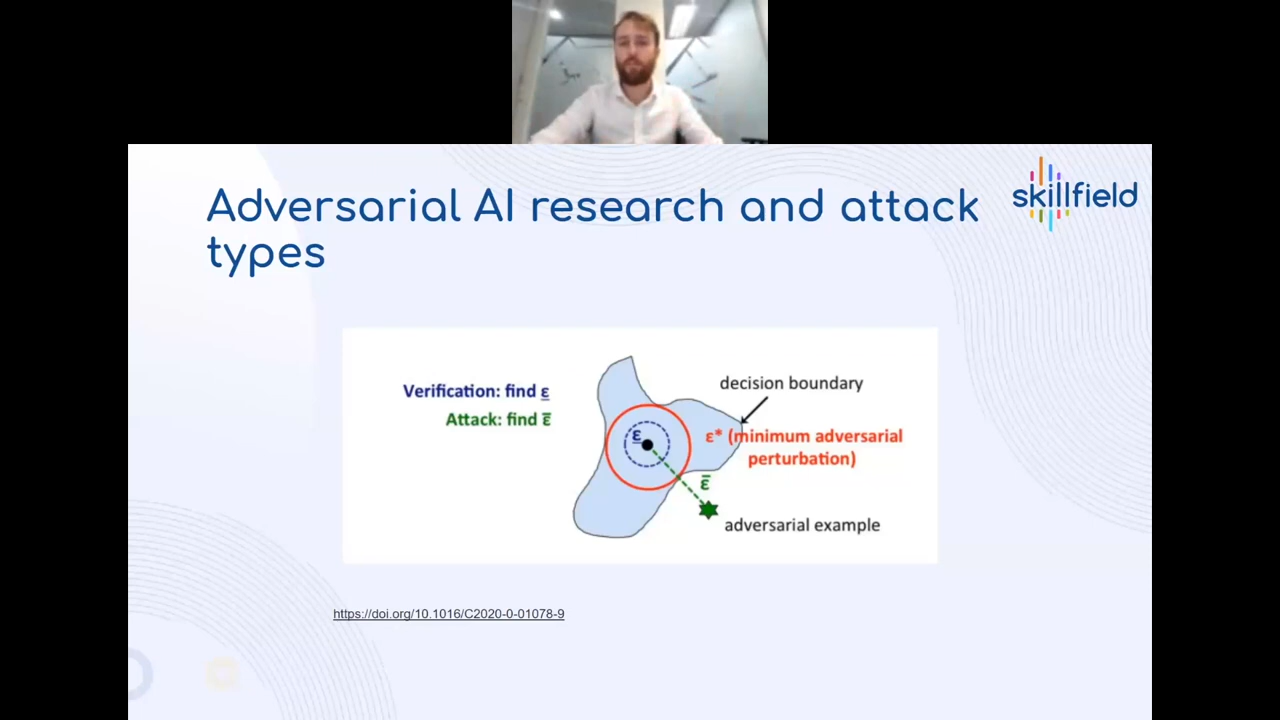 Adversarial AI research and attack
types
skillfield
Verification: find ε̲
Attack: find ε̅
decision boundary
ε̲
ε* (minimum adversarial
perturbation)
ε̅
adversarial example
https://doi.org/10.1016/C2020-0-01078-9